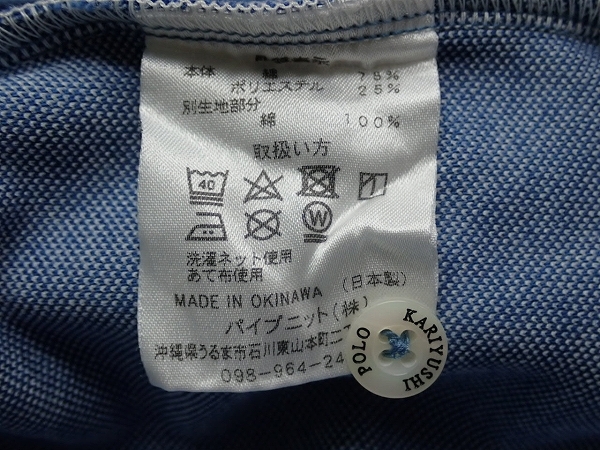 本体 綿 75%
ポリエステル 25%
別生地部分
綿 100%
取扱い方
40
W
洗濯ネット使用
あて布使用
MADE IN OKINAWA (日本製)
パイプニット(株)
沖縄県うるま市石川東山本町二丁
098-964-24
KARIYUSHI
POLO